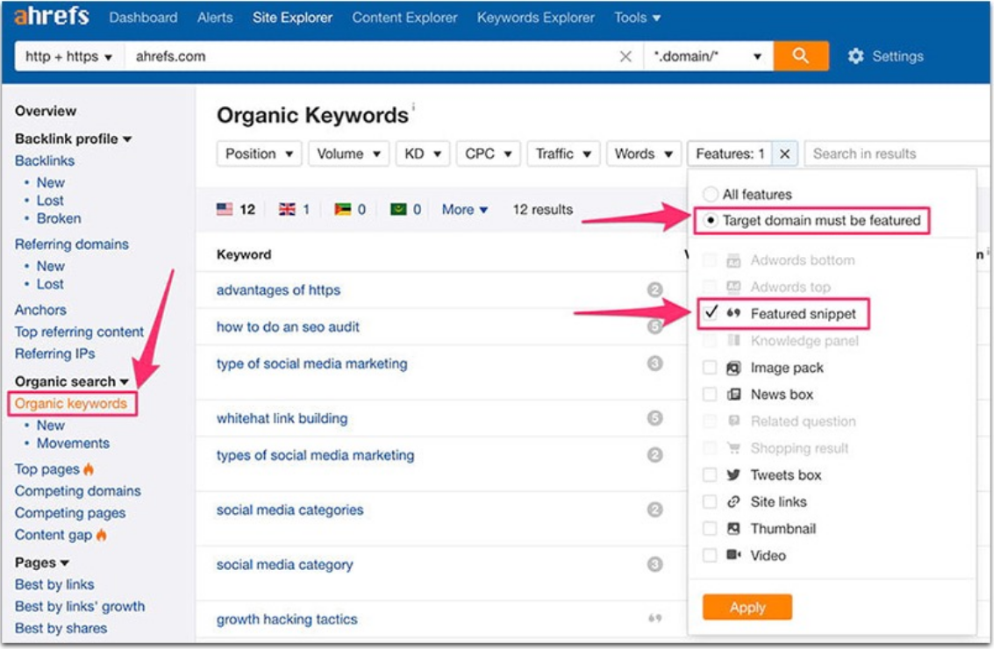 ahrefs Dashboard Alerts Site Explorer Content Explorer Keywords Explorer Tools
http + https ahrefs.com *.domain/* Settings
Overview
Backlink profile
Backlinks
• New
• Lost
• Broken
Referring domains
• New
• Lost
Anchors
Top referring content
Referring IPs
Organic search
Organic keywords
• New
• Movements
Top pages
Competing domains
Competing pages
Content gap
Pages
Best by links
Best by links' growth
Best by shares
Organic Keywords i
Position Volume KD CPC Traffic Words Features: 1 Search in results
12 1 0 0 More 12 results
Keyword
advantages of https 2
how to do an seo audit 5
type of social media marketing 3
whitehat link building 5
types of social media marketing 2
social media categories 2
social media category 3
growth hacking tactics
All features
Target domain must be featured
Adwords bottom
Adwords top
Featured snippet
Knowledge panel
Image pack
News box
Related question
Shopping result
Tweets box
Site links
Thumbnail
Video
Apply